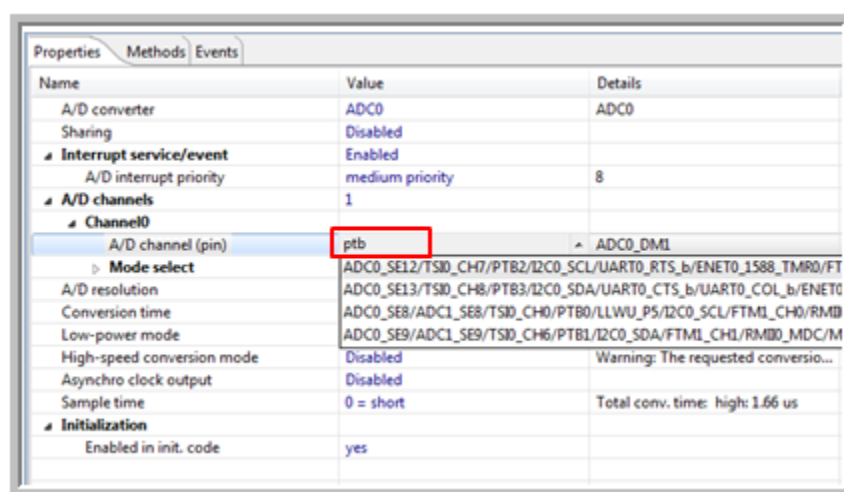 Properties Methods Events
Name Value Details
A/D converter ADC0 ADC0
Sharing Disabled
Interrupt service/event Enabled
A/D interrupt priority medium priority 8
A/D channels 1
Channel0
A/D channel (pin) ptb ADC0_DM1
Mode select ADC0_SE12/TSI0_CH7/PTB2/I2C0_SCL/UART0_RTS_b/ENET0_1588_TMR0/FT
A/D resolution ADC0_SE13/TSI0_CH8/PTB3/I2C0_SDA/UART0_CTS_b/UART0_COL_b/ENET0
Conversion time ADC0_SE8/ADC1_SE8/TSI0_CH0/PTB0/LLWU_P5/I2C0_SCL/FTM1_CH0/RMII0
Low-power mode ADC0_SE9/ADC1_SE9/TSI0_CH6/PTB1/I2C0_SDA/FTM1_CH1/RMII0_MDC/M
High-speed conversion mode Disabled Warning: The requested conversio...
Asynchro clock output Disabled
Sample time 0 = short Total conv. time: high: 1.66 us
Initialization
Enabled in init. code yes